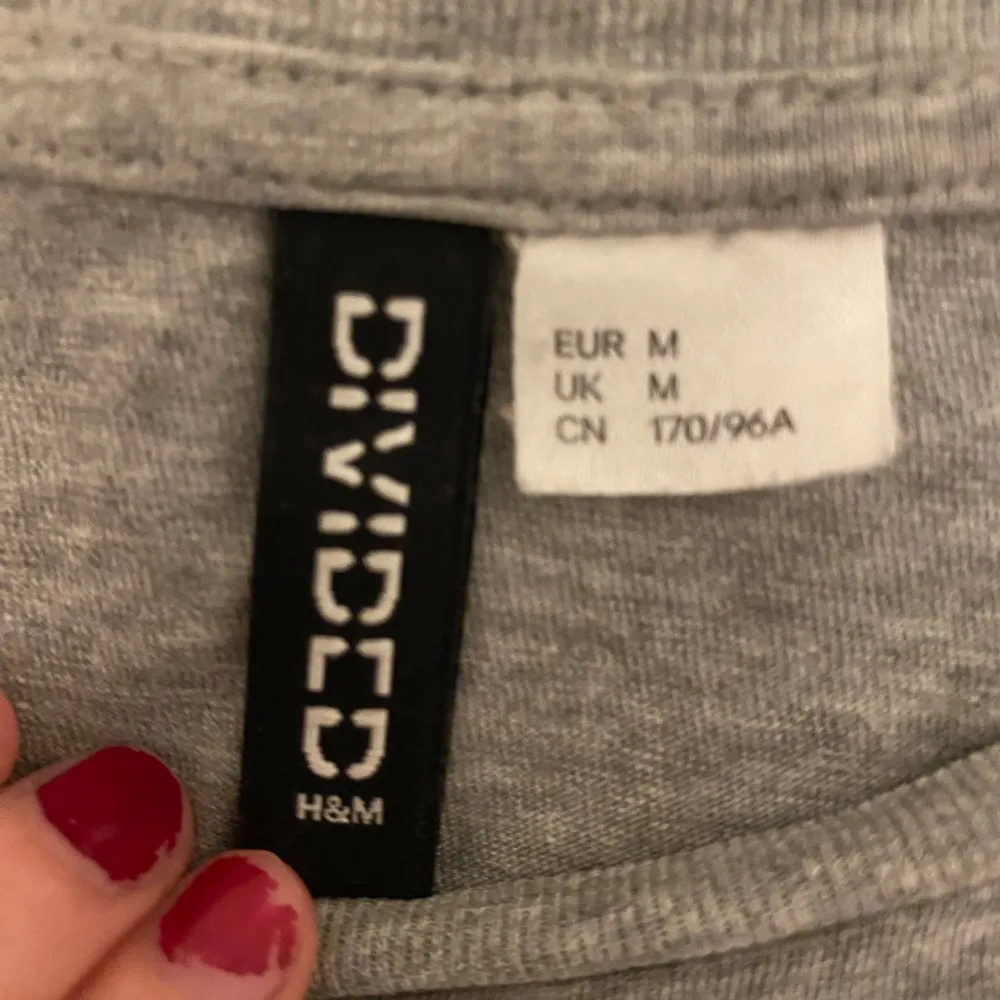 DIVIDED
H&M
EUR M
UK M
CN 170/96A